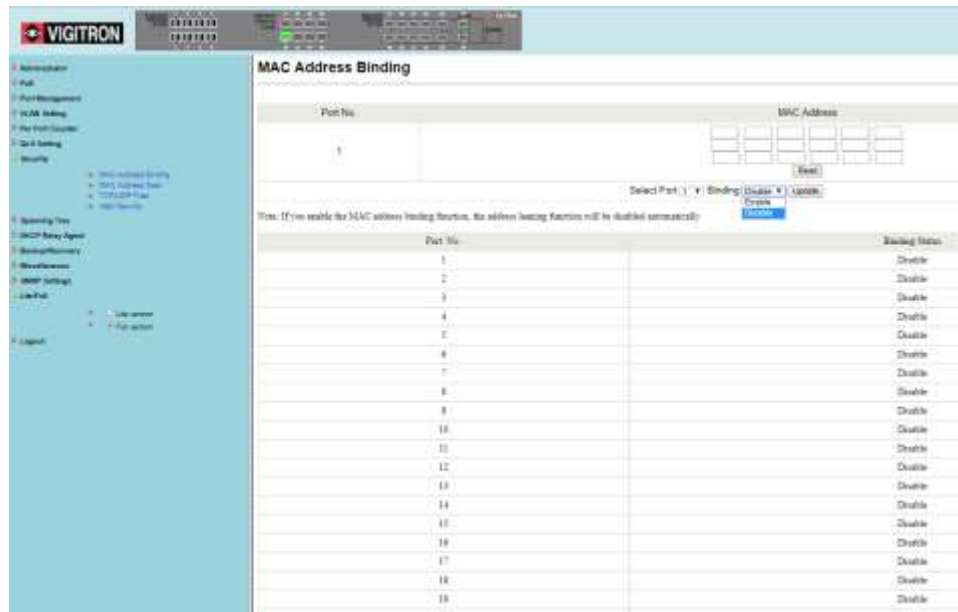 VIGITRON
Administrator
PoE
Port Management
VLAN Setting
Per Port Counter
QoS Setting
Security
MAC Address Binding
TCP/UDP Filter
Web Security
Spanning Tree
DHCP Relay Agent
Backup/Recovery
Miscellaneous
SNMP Settings
Logout
MAC Address Binding
Port No. MAC Address
1
Read
Select Port 1 Binding Disable Update
Enable
Disable
Note: If you enable the MAC address binding function, the address leaning function will be disabled automatically
Port No. Binding Status
1 Disable
2 Disable
3 Disable
4 Disable
5 Disable
6 Disable
7 Disable
8 Disable
9 Disable
10 Disable
11 Disable
12 Disable
13 Disable
14 Disable
15 Disable
16 Disable
17 Disable
18 Disable
19 Disable